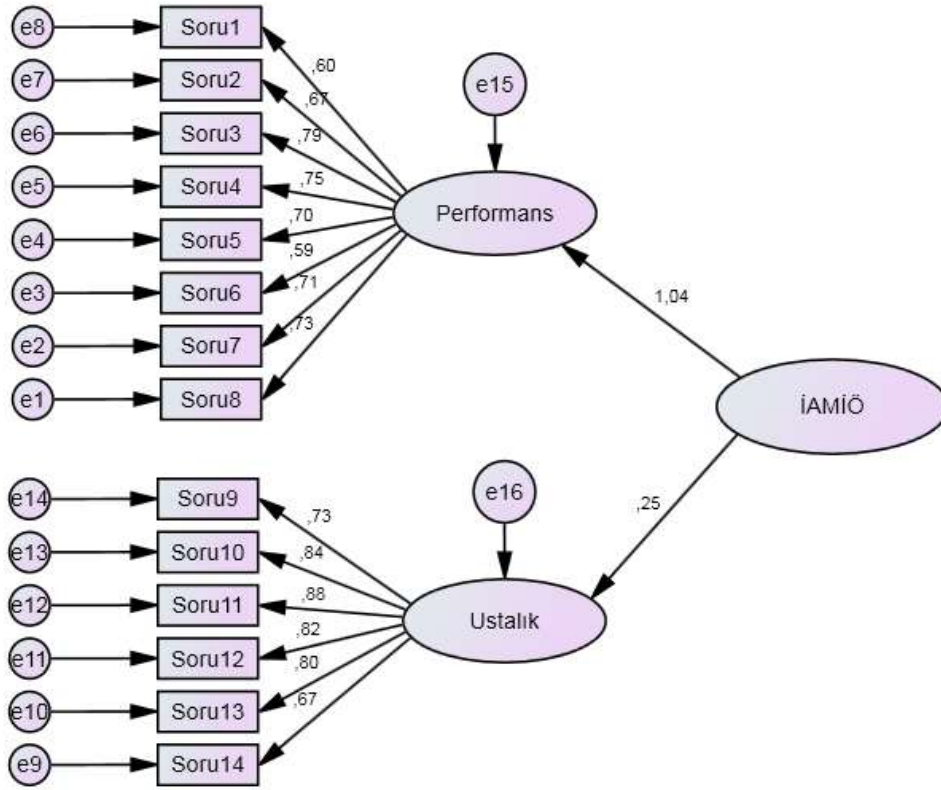 e8
Soru1
,60
e7
Soru2
,67
e6
Soru3
,79
e5
Soru4
,75
e4
Soru5
,70
e3
Soru6
,59
e2
Soru7
,71
e1
Soru8
,73
e15
Performans
1,04
İAMİÖ
,25
e14
Soru9
,73
e13
Soru10
,84
e12
Soru11
,88
e11
Soru12
,82
e10
Soru13
,80
e9
Soru14
,67
e16
Ustalık